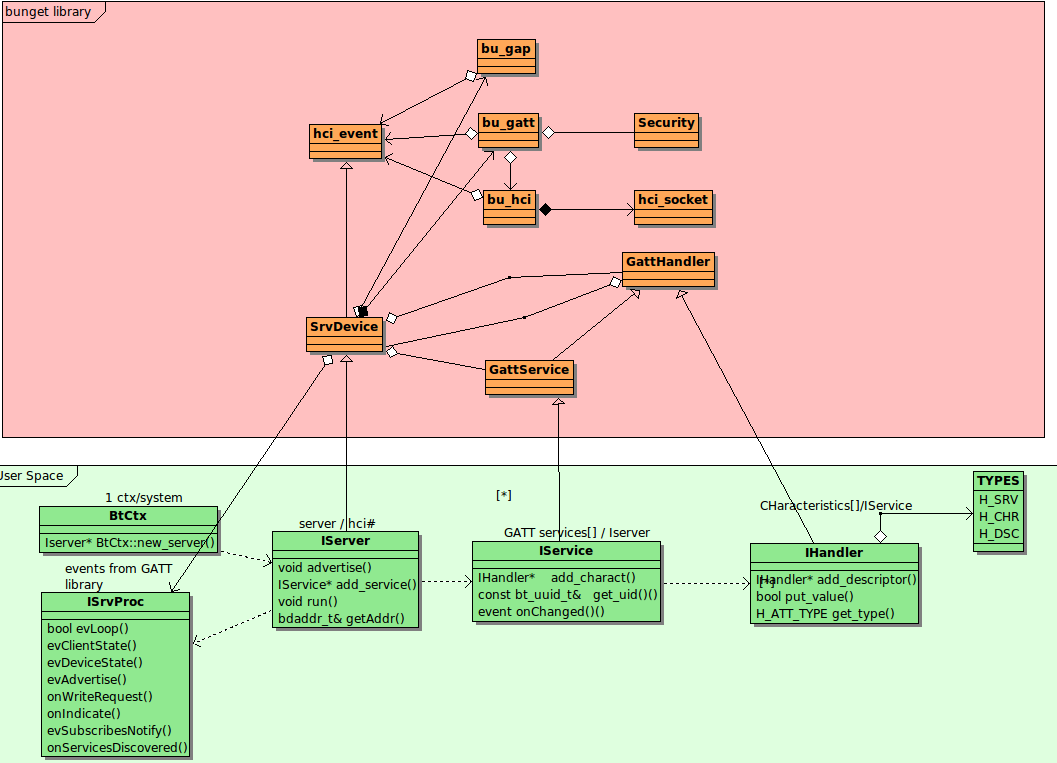 bunget library
bu_gap
hci_event
bu_gatt
Security
bu_hci
hci_socket
GattHandler
SrvDevice
GattService
User Space
1 ctx/system
BtCtx
Iserver* BtCtx::new_server()
events from GATT
library
ISrvProc
bool evLoop()
evClientState()
evDeviceState()
evAdvertise()
onWriteRequest()
onIndicate()
evSubscribesNotify()
onServicesDiscovered()
server / hci#
IServer
void advertise()
IService* add_service()
void run()
bdaddr_t& getAddr()
[*]
GATT services[] / Iserver
IService
IHandler* add_charact()
const bt_uuid_t& get_uid()()
event onChanged()()
CHaracteristics[]/IService
IHandler
IHandler* add_descriptor()
[*]
bool put_value()
H_ATT_TYPE get_type()
TYPES
H_SRV
H_CHR
H_DSC